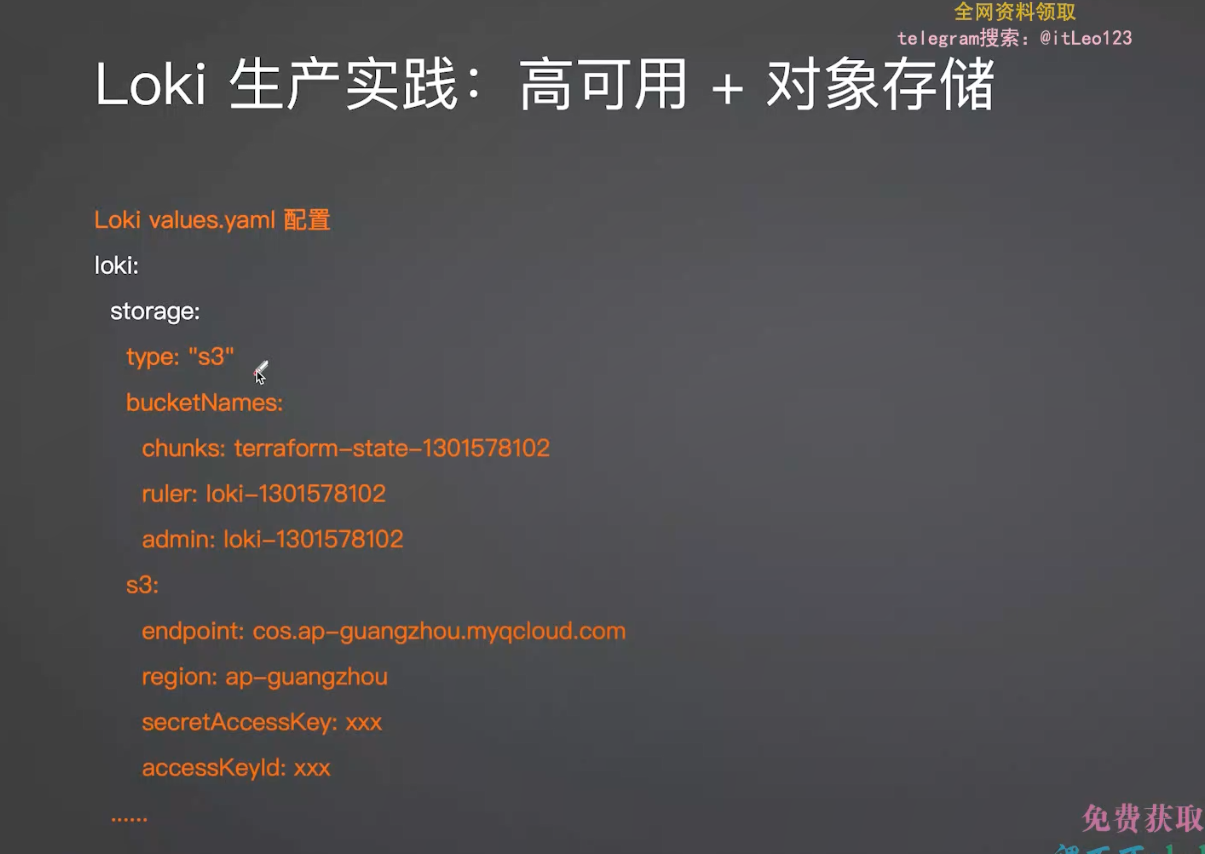 全网资料领取
telegram搜索：@itLeo123
Loki 生产实践：高可用 + 对象存储
Loki values.yaml 配置
loki:
storage:
type: "s3"
bucketNames:
chunks: terraform-state-1301578102
ruler: loki-1301578102
admin: loki-1301578102
s3:
endpoint: cos.ap-guangzhou.myqcloud.com
region: ap-guangzhou
secretAccessKey: xxx
accessKeyId: xxx
......
免费获取